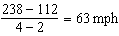 238 − 112
4 − 2
= 63 mph